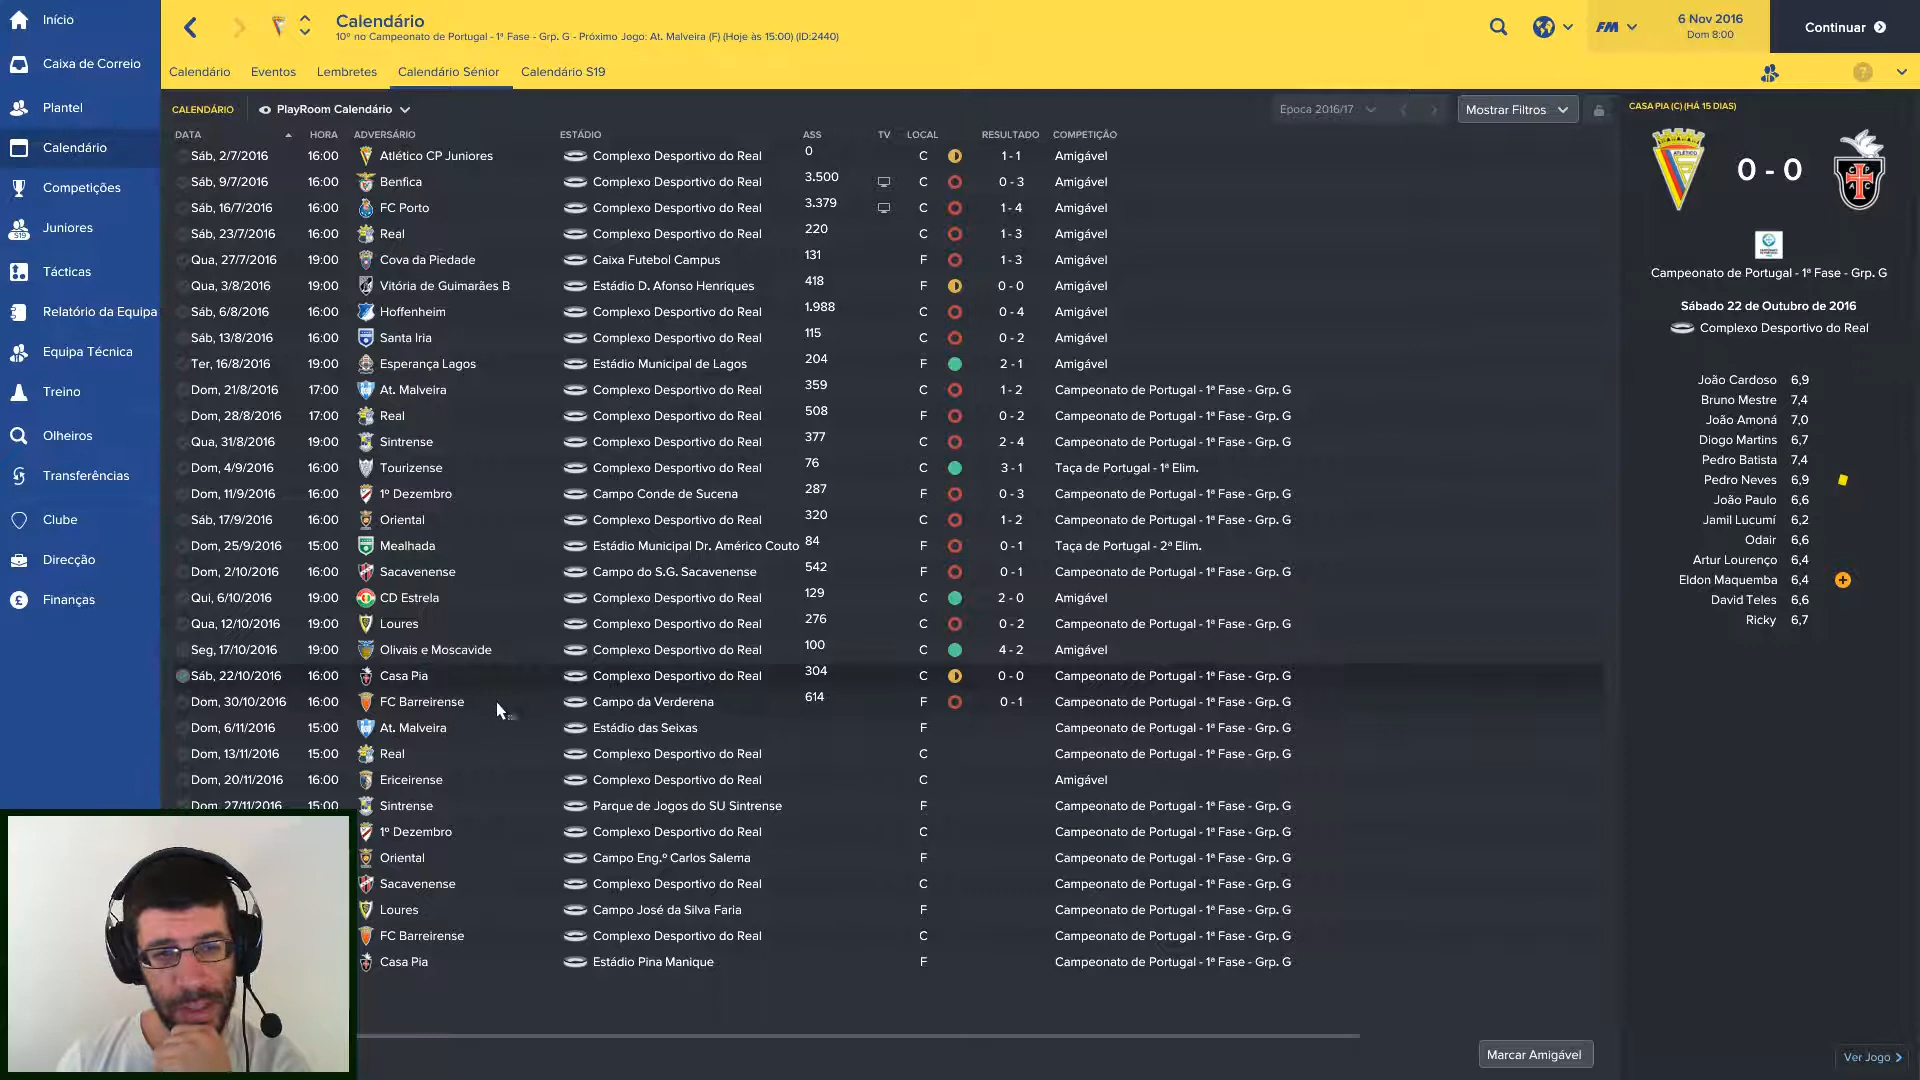 Início
Caixa de Correio
Plantel
Calendário
Competições
Juniores
Tácticas
Relatório da Equipa
Equipa Técnica
Treino
Olheiros
Transferências
Clube
Direcção
Finanças
Calendário
10º no Campeonato de Portugal - 1ª Fase - Grp. G - Próximo Jogo: At. Malveira (F) (Hoje às 15:00) (ID:2440)
FM
6 Nov 2016
Dom 8:00
Continuar
Calendário Eventos Lembretes Calendário Sénior Calendário S19
CALENDÁRIO PlayRoom Calendário Época 2016/17 Mostrar Filtros
DATA HORA ADVERSÁRIO ESTÁDIO ASS TV LOCAL RESULTADO COMPETIÇÃO
Sáb, 2/7/2016 16:00 Atlético CP Juniores Complexo Desportivo do Real 0 C 1 - 1 Amigável
Sáb, 9/7/2016 16:00 Benfica Complexo Desportivo do Real 3.500 C 0 - 3 Amigável
Sáb, 16/7/2016 16:00 FC Porto Complexo Desportivo do Real 3.379 C 1 - 4 Amigável
Sáb, 23/7/2016 16:00 Real Complexo Desportivo do Real 220 C 1 - 3 Amigável
Qua, 27/7/2016 19:00 Cova da Piedade Caixa Futebol Campus 131 F 1 - 3 Amigável
Qua, 3/8/2016 19:00 Vitória de Guimarães B Estádio D. Afonso Henriques 418 F 0 - 0 Amigável
Sáb, 6/8/2016 16:00 Hoffenheim Complexo Desportivo do Real 1.988 C 0 - 4 Amigável
Sáb, 13/8/2016 16:00 Santa Iria Complexo Desportivo do Real 115 C 0 - 2 Amigável
Ter, 16/8/2016 19:00 Esperança Lagos Estádio Municipal de Lagos 204 F 2 - 1 Amigável
Dom, 21/8/2016 17:00 At. Malveira Complexo Desportivo do Real 359 C 1 - 2 Campeonato de Portugal - 1ª Fase - Grp. G
Dom, 28/8/2016 17:00 Real Complexo Desportivo do Real 508 F 0 - 2 Campeonato de Portugal - 1ª Fase - Grp. G
Qua, 31/8/2016 19:00 Sintrense Complexo Desportivo do Real 377 C 2 - 4 Campeonato de Portugal - 1ª Fase - Grp. G
Dom, 4/9/2016 16:00 Tourizense Complexo Desportivo do Real 76 C 3 - 1 Taça de Portugal - 1ª Elim.
Dom, 11/9/2016 16:00 1º Dezembro Campo Conde de Sucena 287 F 0 - 3 Campeonato de Portugal - 1ª Fase - Grp. G
Sáb, 17/9/2016 16:00 Oriental Complexo Desportivo do Real 320 C 1 - 2 Campeonato de Portugal - 1ª Fase - Grp. G
Dom, 25/9/2016 15:00 Mealhada Estádio Municipal Dr. Américo Couto 84 F 0 - 1 Taça de Portugal - 2ª Elim.
Dom, 2/10/2016 16:00 Sacavenense Campo do S.G. Sacavenense 542 F 0 - 1 Campeonato de Portugal - 1ª Fase - Grp. G
Qui, 6/10/2016 19:00 CD Estrela Complexo Desportivo do Real 129 C 2 - 0 Amigável
Qua, 12/10/2016 19:00 Loures Complexo Desportivo do Real 276 C 0 - 2 Campeonato de Portugal - 1ª Fase - Grp. G
Seg, 17/10/2016 19:00 Olivais e Moscavide Complexo Desportivo do Real 100 C 4 - 2 Amigável
Sáb, 22/10/2016 16:00 Casa Pia Complexo Desportivo do Real 304 C 0 - 0 Campeonato de Portugal - 1ª Fase - Grp. G
Dom, 30/10/2016 16:00 FC Barreirense Campo da Verderena 614 F 0 - 1 Campeonato de Portugal - 1ª Fase - Grp. G
Dom, 6/11/2016 15:00 At. Malveira Estádio das Seixas F Campeonato de Portugal - 1ª Fase - Grp. G
Dom, 13/11/2016 15:00 Real Complexo Desportivo do Real C Campeonato de Portugal - 1ª Fase - Grp. G
Dom, 20/11/2016 16:00 Ericeirense Complexo Desportivo do Real C Amigável
Dom, 27/11/2016 15:00 Sintrense Parque de Jogos do SU Sintrense F Campeonato de Portugal - 1ª Fase - Grp. G
1º Dezembro Complexo Desportivo do Real C Campeonato de Portugal - 1ª Fase - Grp. G
Oriental Campo Eng.º Carlos Salema F Campeonato de Portugal - 1ª Fase - Grp. G
Sacavenense Complexo Desportivo do Real C Campeonato de Portugal - 1ª Fase - Grp. G
Loures Campo José da Silva Faria F Campeonato de Portugal - 1ª Fase - Grp. G
FC Barreirense Complexo Desportivo do Real C Campeonato de Portugal - 1ª Fase - Grp. G
Casa Pia Estádio Pina Manique F Campeonato de Portugal - 1ª Fase - Grp. G
Marcar Amigável
CASA PIA (C) (HÁ 15 DIAS)
0 - 0
Campeonato de Portugal - 1ª Fase - Grp. G
Sábado 22 de Outubro de 2016
Complexo Desportivo do Real
João Cardoso 6,9
Bruno Mestre 7,4
João Amoná 7,0
Diogo Martins 6,7
Pedro Batista 7,4
Pedro Neves 6,9
João Paulo 6,6
Jamil Lucumí 6,2
Odair 6,6
Artur Lourenço 6,4
Eldon Maquemba 6,4
David Teles 6,6
Ricky 6,7
Ver Jogo